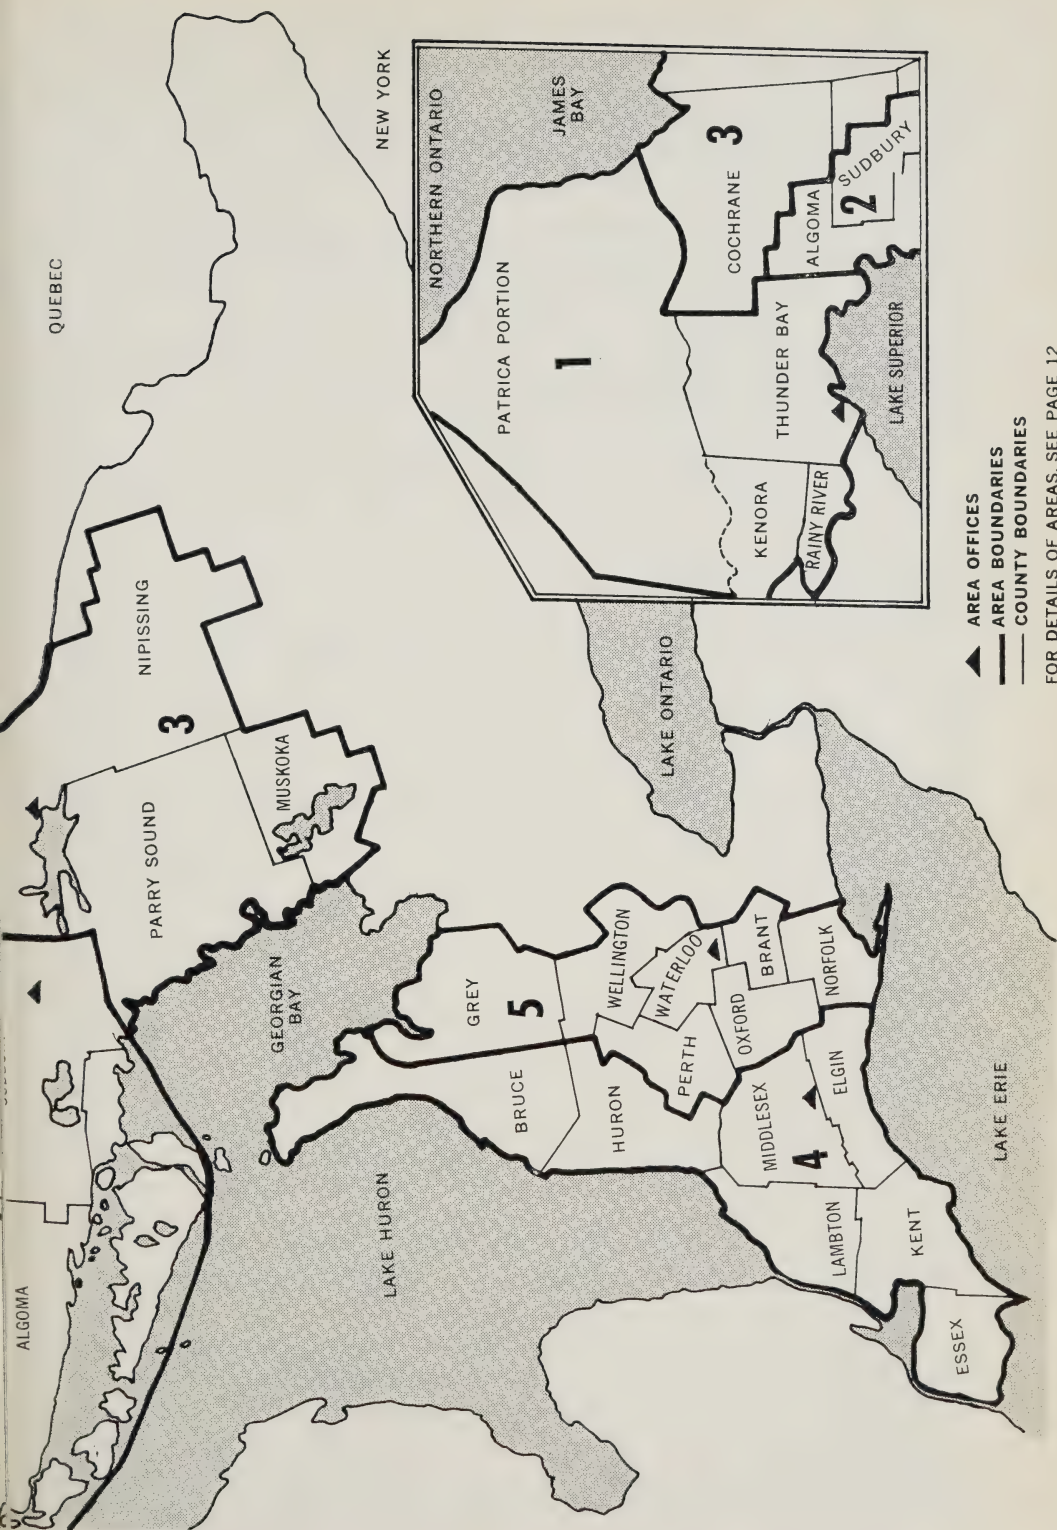 QUEBEC
NEW YORK
NORTHERN ONTARIO
JAMES
BAY
PATRICA PORTION
1
COCHRANE
3
ALGOMA
SUDBURY
2
THUNDER BAY
LAKE SUPERIOR
KENORA
RAINY RIVER
NIPISSING
3
PARRY SOUND
MUSKOKA
ALGOMA
GEORGIAN
BAY
LAKE HURON
LAKE ONTARIO
GREY
5
BRUCE
WELLINGTON
WATERLOO
HURON
PERTH
OXFORD
BRANT
NORFOLK
MIDDLESEX
4
ELGIN
LAMBTON
KENT
ESSEX
LAKE ERIE
AREA OFFICES
AREA BOUNDARIES
COUNTY BOUNDARIES
FOR DETAILS OF AREAS, SEE PAGE 12